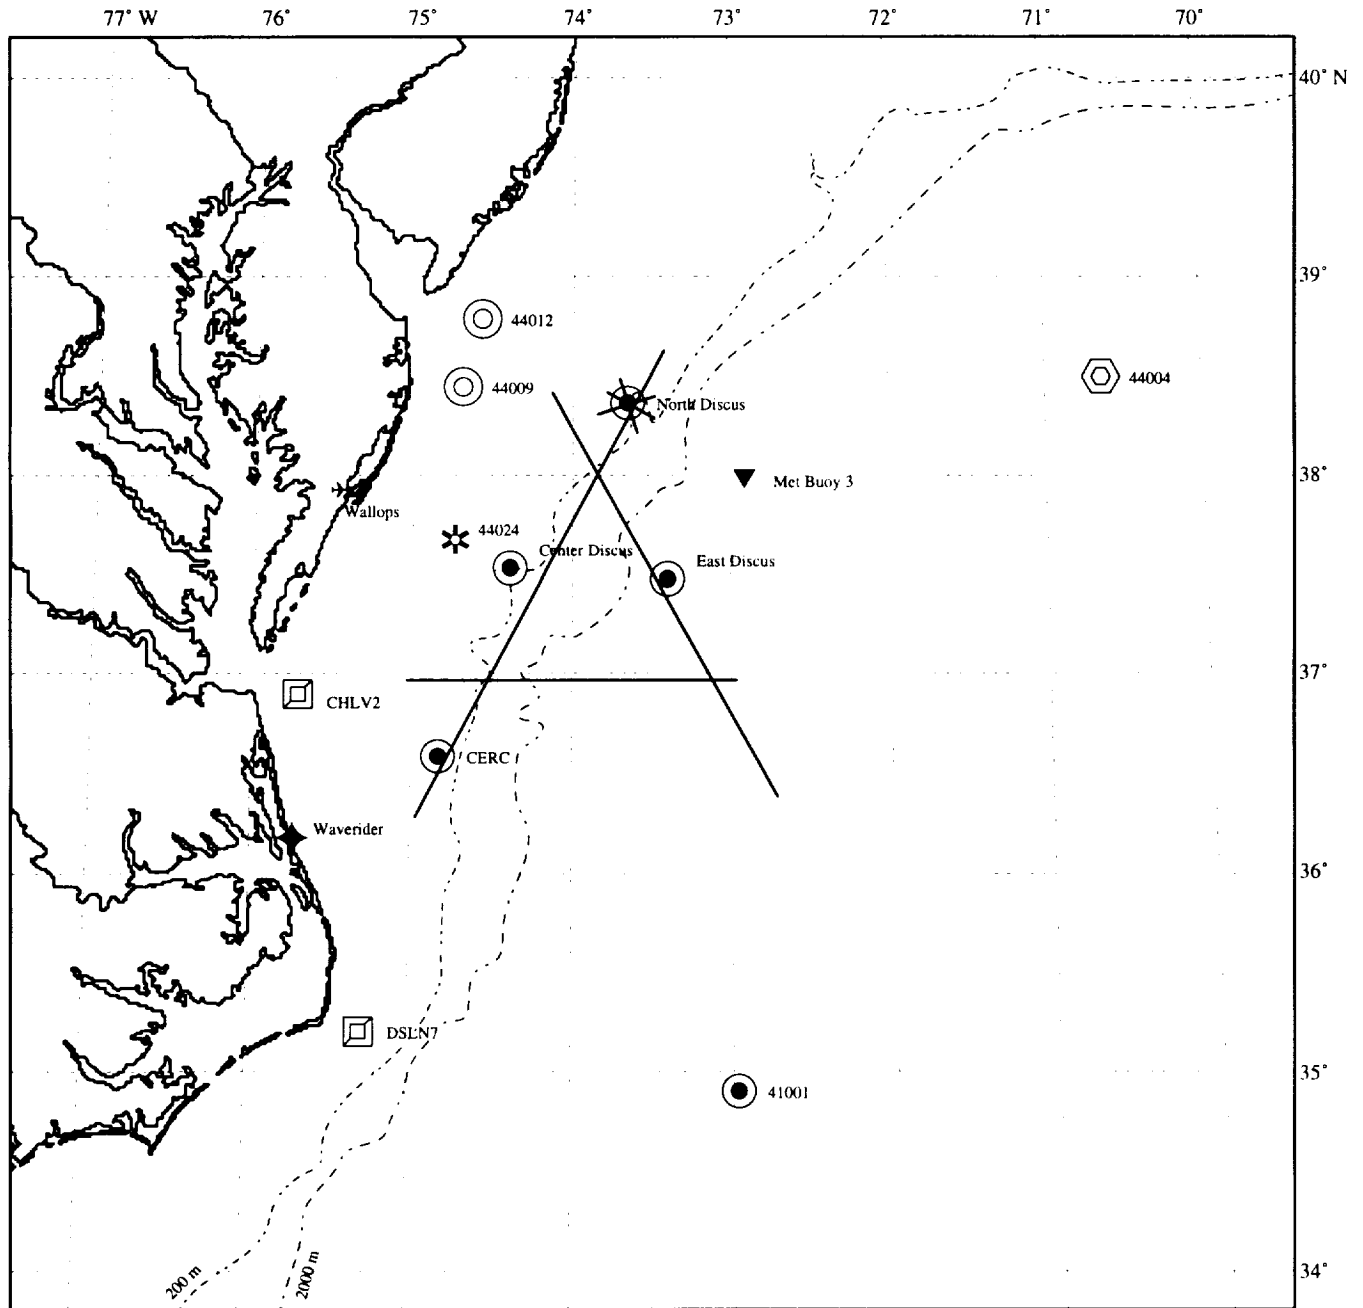 77° W 76° 75° 74° 73° 72° 71° 70°
40° N
39°
44012
44009
44004
North Discus
38°
Met Buoy 3
Wallops
44024
Center Discus
East Discus
37°
CHLV2
CERC
Waverider
36°
DSLN7
35°
41001
34°
200 m
2000 m